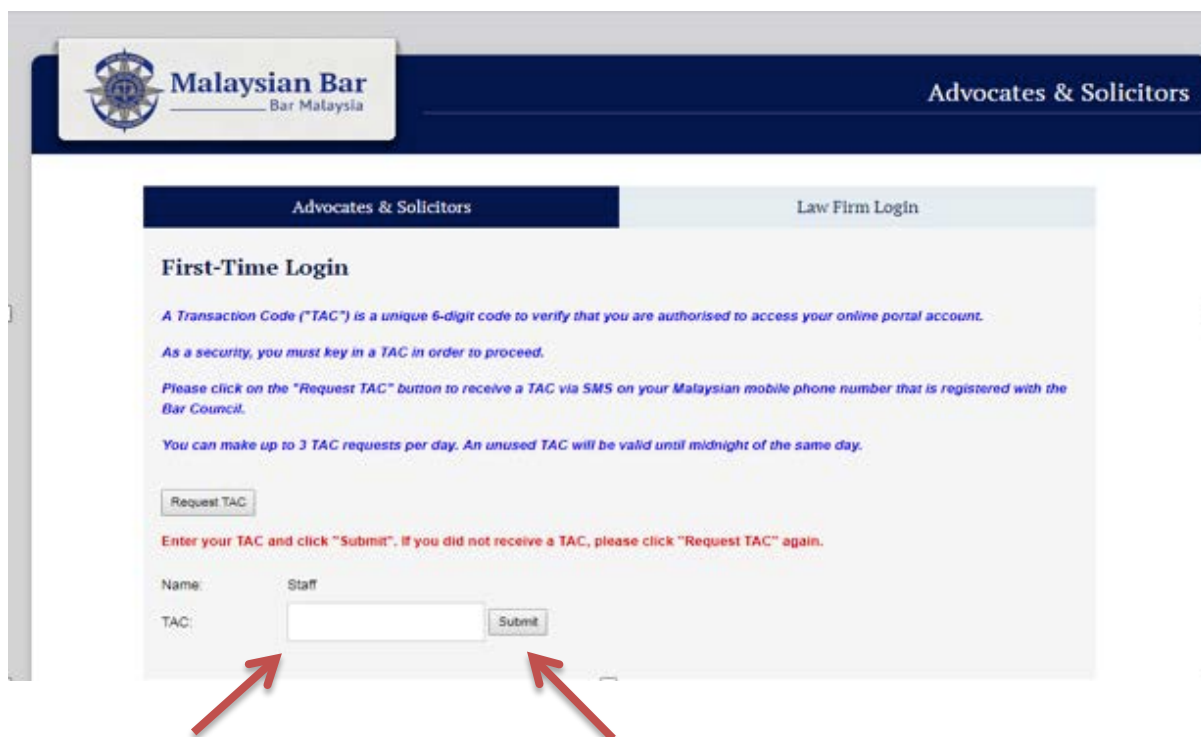 Malaysian Bar
Bar Malaysia
Advocates & Solicitors
Advocates & Solicitors
Law Firm Login
First-Time Login
A Transaction Code ("TAC") is a unique 6-digit code to verify that you are authorised to access your online portal account.
As a security, you must key in a TAC in order to proceed.
Please click on the "Request TAC" button to receive a TAC via SMS on your Malaysian mobile phone number that is registered with the
Bar Council.
You can make up to 3 TAC requests per day. An unused TAC will be valid until midnight of the same day.
Request TAC
Enter your TAC and click "Submit". If you did not receive a TAC, please click "Request TAC" again.
Name: Staff
TAC: Submit